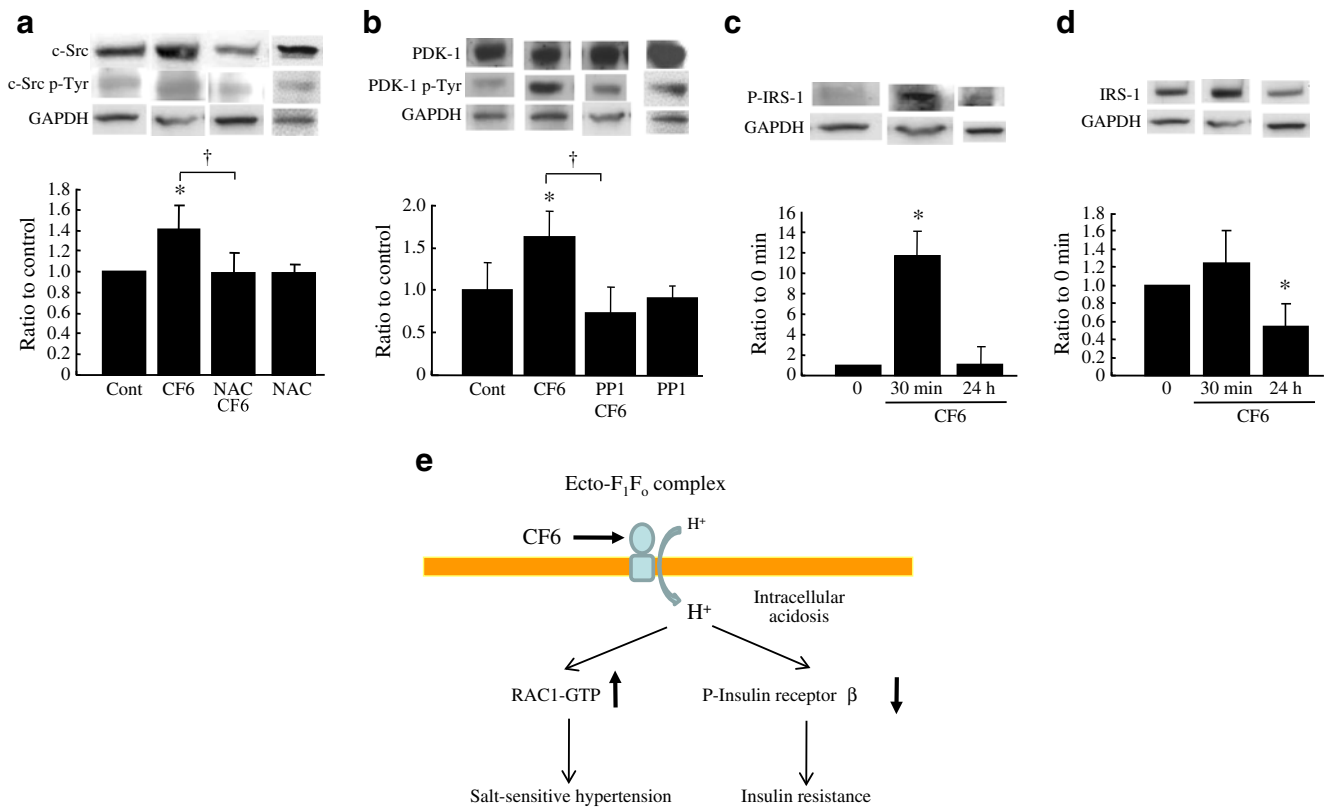 a
c-Src
c-Src p-Tyr
GAPDH
†
*
Ratio to control
1.8
1.6
1.4
1.2
1.0
0.8
0.6
0.4
0.2
0
Cont CF6 NAC NAC
CF6
b
PDK-1
PDK-1 p-Tyr
GAPDH
†
*
Ratio to control
2.0
1.5
1.0
0.5
0
Cont CF6 PP1 PP1
CF6
c
P-IRS-1
GAPDH
*
Ratio to 0 min
16
14
12
10
8
6
4
2
0
0 30 min 24 h
CF6
d
IRS-1
GAPDH
*
Ratio to 0 min
1.8
1.6
1.4
1.2
1.0
0.8
0.6
0.4
0.2
0
0 30 min 24 h
CF6
e
Ecto-F₁Fₒ complex
CF6
H⁺
Intracellular
acidosis
H⁺
RAC1-GTP
P-Insulin receptor β
Salt-sensitive hypertension
Insulin resistance